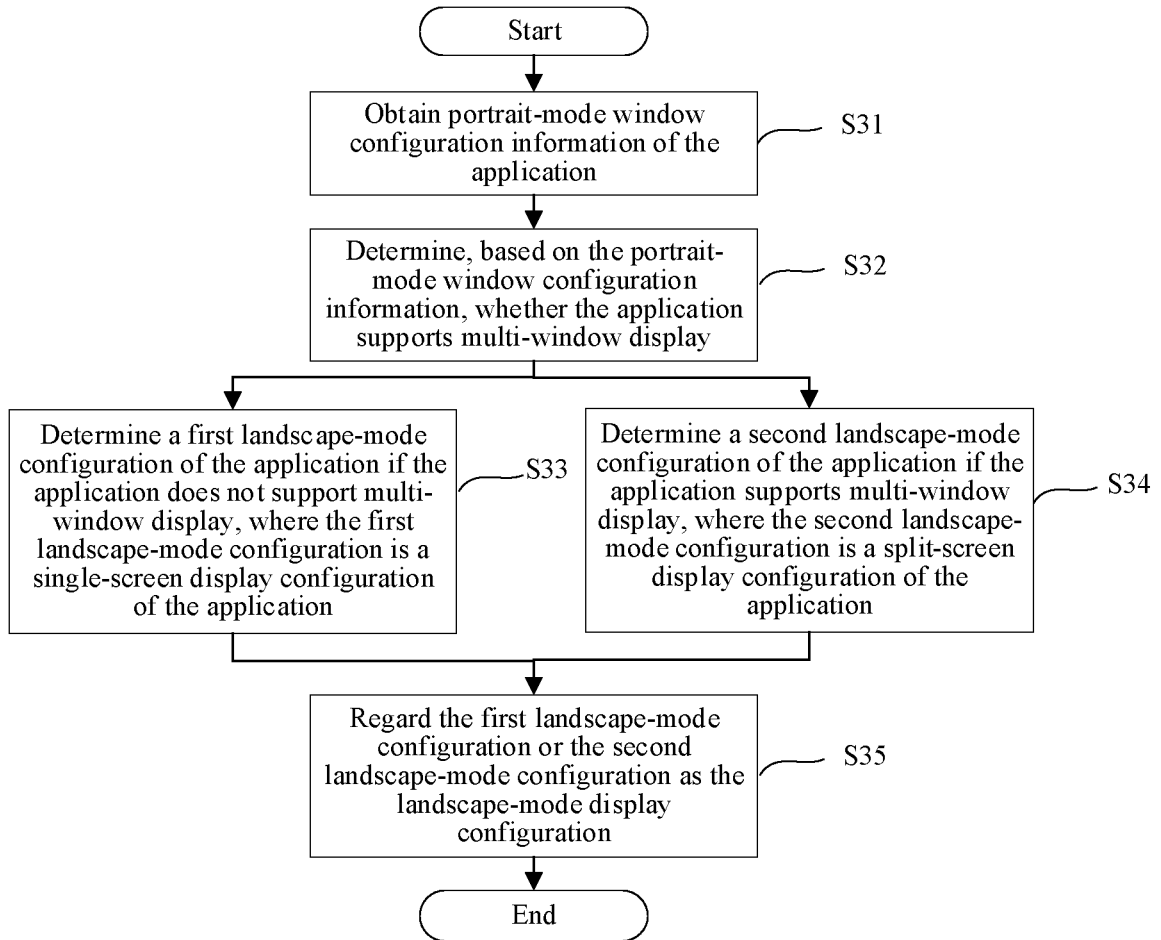 Start
Obtain portrait-mode window
configuration information of the
application
S31
Determine, based on the portrait-
mode window configuration
information, whether the application
supports multi-window display
S32
Determine a first landscape-mode
configuration of the application if the
application does not support multi-
window display, where the first
landscape-mode configuration is a
single-screen display configuration
of the application
S33
Determine a second landscape-mode
configuration of the application if the
application supports multi-window
display, where the second landscape-
mode configuration is a split-screen
display configuration of the
application
S34
Regard the first landscape-mode
configuration or the second
landscape-mode configuration as the
landscape-mode display
configuration
S35
End